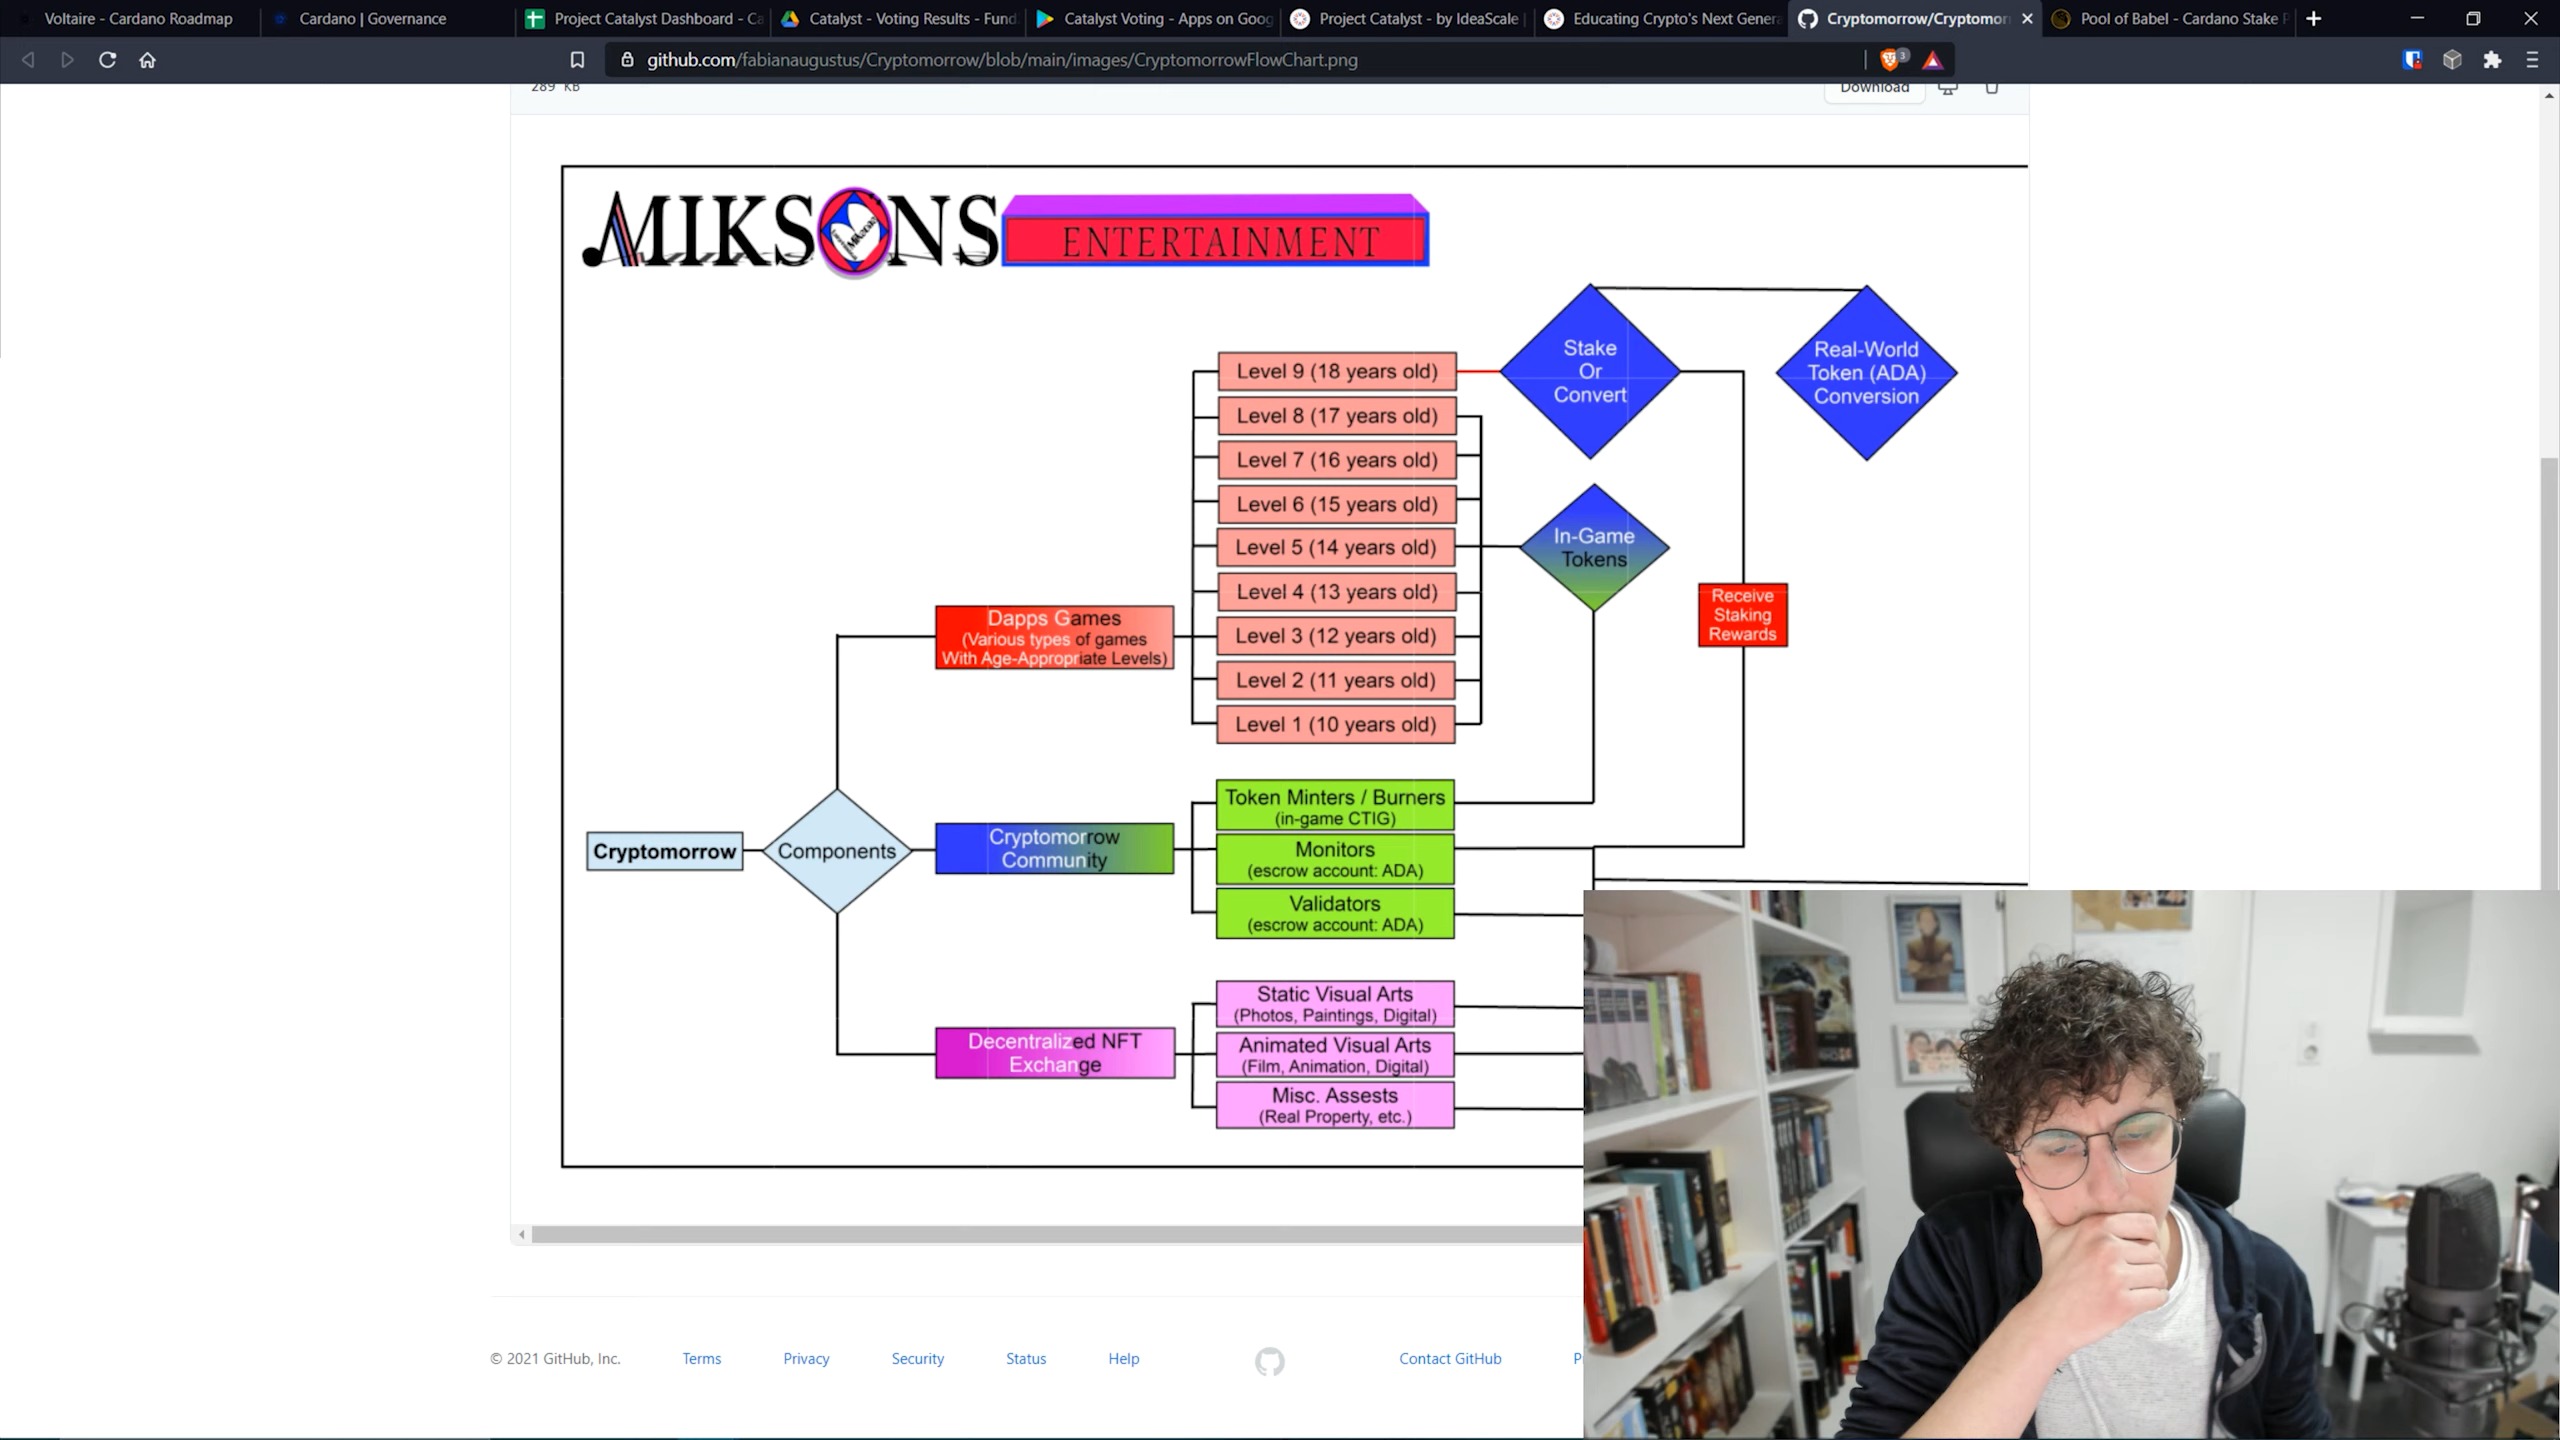 Voltaire - Cardano Roadmap
Cardano | Governance
Project Catalyst Dashboard - Ca
Catalyst - Voting Results - Fund
Catalyst Voting - Apps on Goog
Project Catalyst - by IdeaScale
Educating Crypto's Next Genera
Cryptomorrow/Cryptomor
Pool of Babel - Cardano Stake P
github.com/fabianaugustus/Cryptomorrow/blob/main/images/CryptomorrowFlowChart.png
3
289 KB
Download
MIKSONS
ENTERTAINMENT
Level 9 (18 years old)
Level 8 (17 years old)
Level 7 (16 years old)
Level 6 (15 years old)
Level 5 (14 years old)
Level 4 (13 years old)
Level 3 (12 years old)
Level 2 (11 years old)
Level 1 (10 years old)
Stake
Or
Convert
Real-World
Token (ADA)
Conversion
In-Game
Tokens
Receive
Staking
Rewards
Dapps Games
(Various types of games
With Age-Appropriate Levels)
Cryptomorrow
Components
Cryptomorrow
Community
Token Minters / Burners
(in-game CTIG)
Monitors
(escrow account: ADA)
Validators
(escrow account: ADA)
Decentralized NFT
Exchange
Static Visual Arts
(Photos, Paintings, Digital)
Animated Visual Arts
(Film, Animation, Digital)
Misc. Assests
(Real Property, etc.)
© 2021 GitHub, Inc.
Terms
Privacy
Security
Status
Help
Contact GitHub